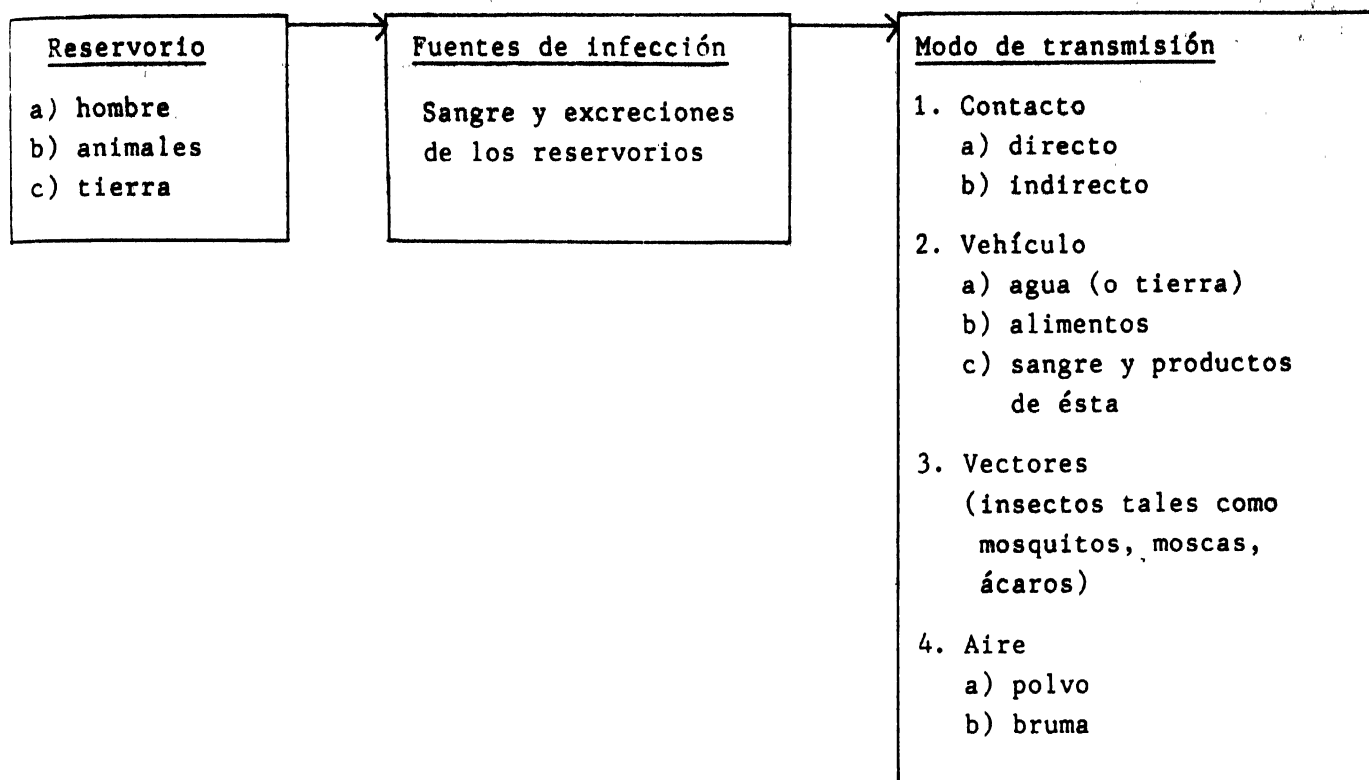 Reservorio
a) hombre
b) animales
c) tierra
Fuentes de infección
Sangre y excreciones
de los reservorios
Modo de transmisión
1. Contacto
a) directo
b) indirecto
2. Vehículo
a) agua (o tierra)
b) alimentos
c) sangre y productos
de ésta
3. Vectores
(insectos tales como
mosquitos, moscas,
ácaros)
4. Aire
a) polvo
b) bruma